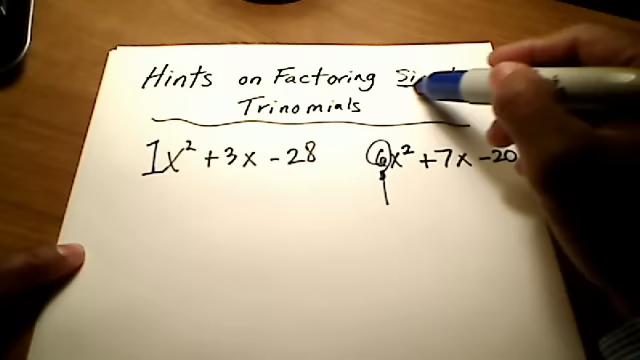 Hints on Factoring
Trinomials
1x² + 3x - 28 6x² + 7x - 20